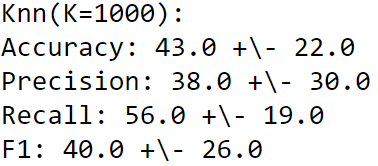 Knn(K=1000):
Accuracy: 43.0 +\- 22.0
Precision: 38.0 +\- 30.0
Recall: 56.0 +\- 19.0
F1: 40.0 +\- 26.0